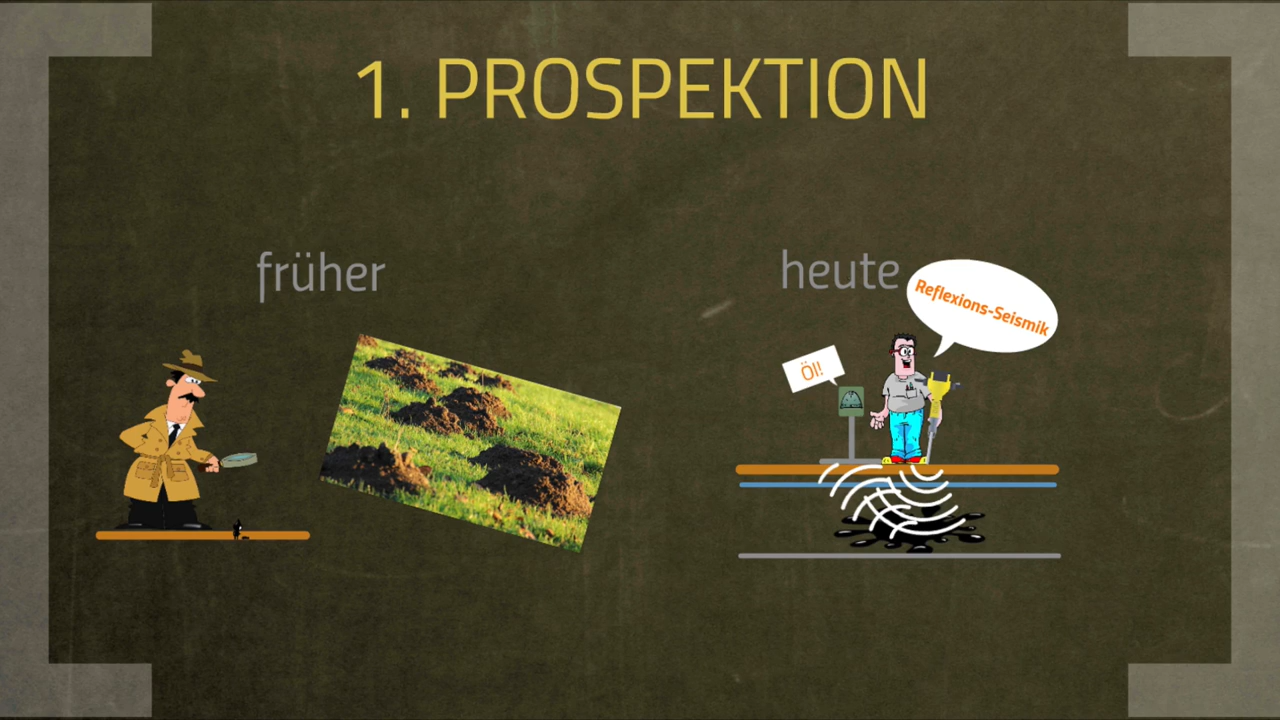 1. PROSPEKTION
früher
heute
Reflexions-Seismik
Öl!